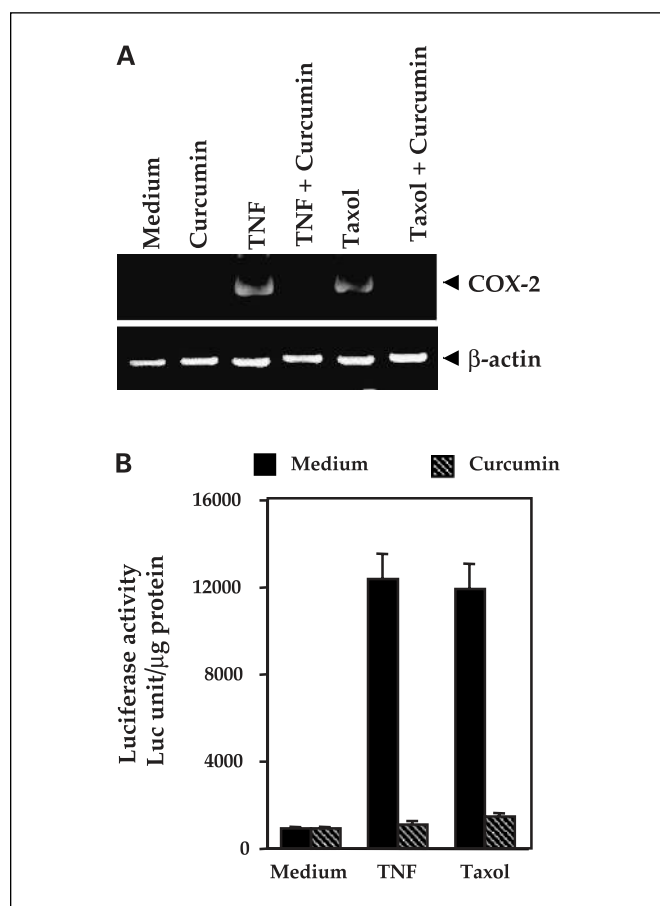 A
Medium
Curcumin
TNF
TNF + Curcumin
Taxol
Taxol + Curcumin
COX-2
β-actin
B
Medium
Curcumin
Luciferase activity
Luc unit/μg protein
16000
12000
8000
4000
0
Medium TNF Taxol